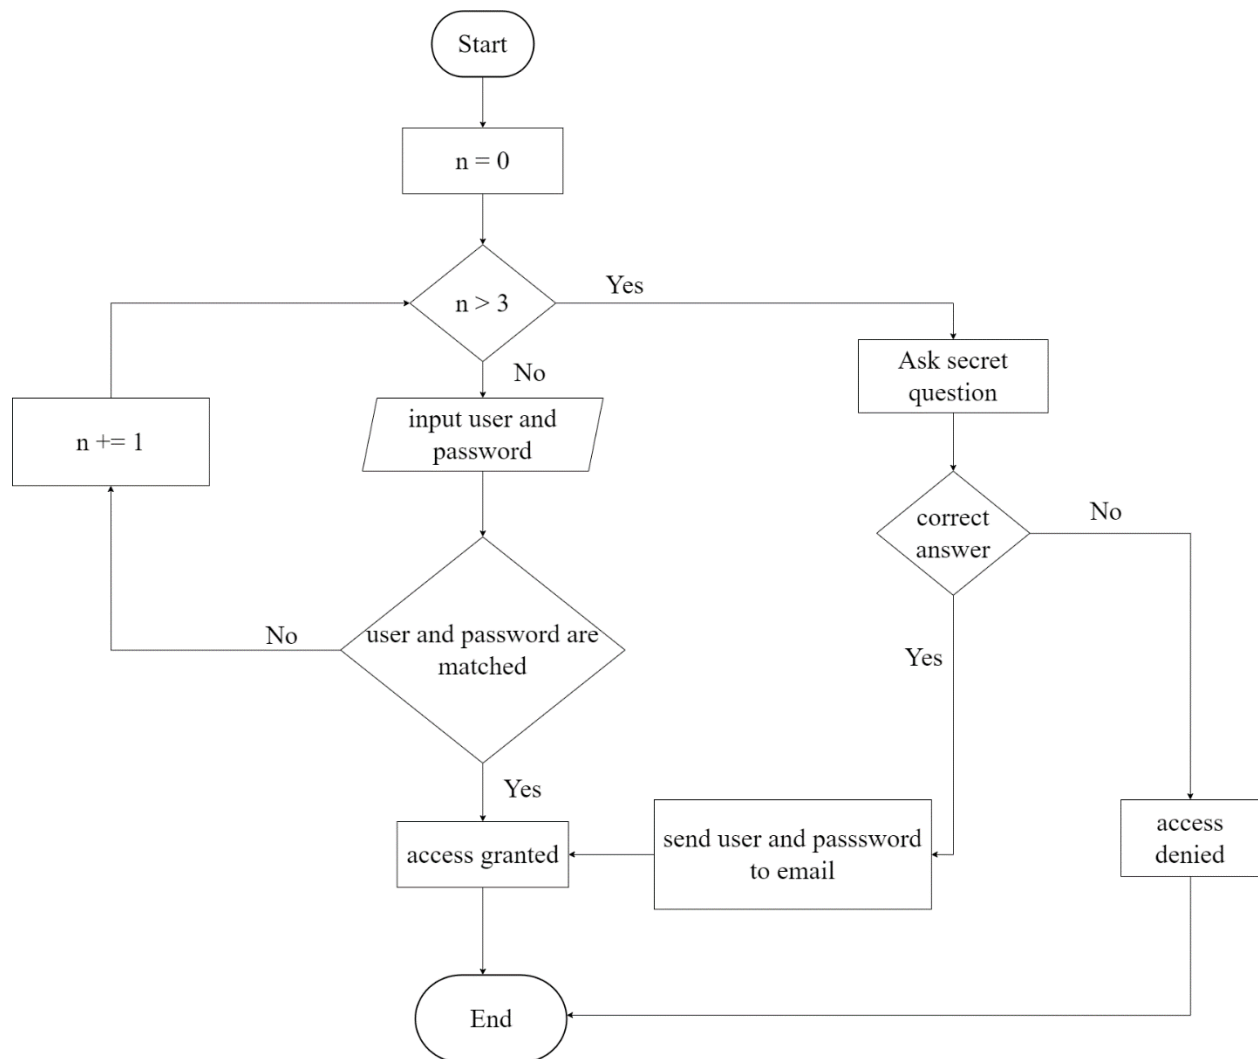 Start
n = 0
n > 3
Yes
No
Ask secret
question
input user and
password
n += 1
correct
answer
No
Yes
user and password are
matched
No
Yes
access granted
send user and passsword
to email
access
denied
End